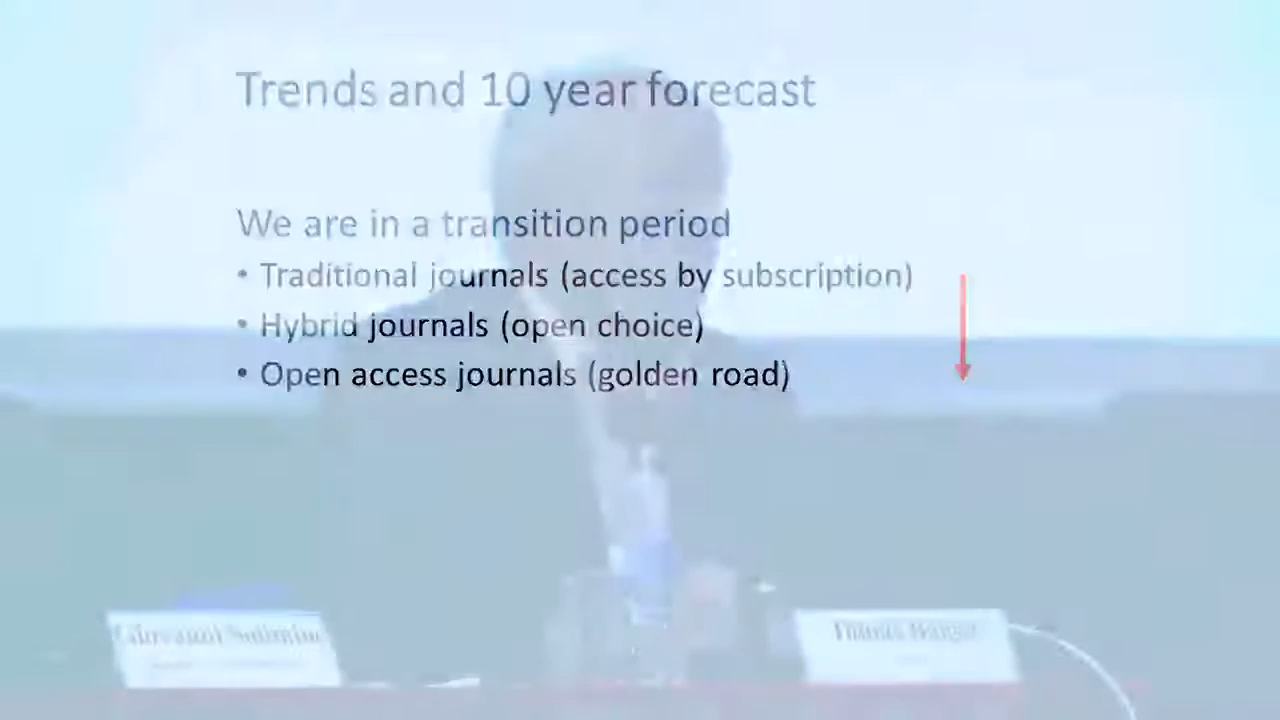 Trends and 10 year forecast
We are in a transition period
• Traditional journals (access by subscription)
• Hybrid journals (open choice)
• Open access journals (golden road)
Giovanni